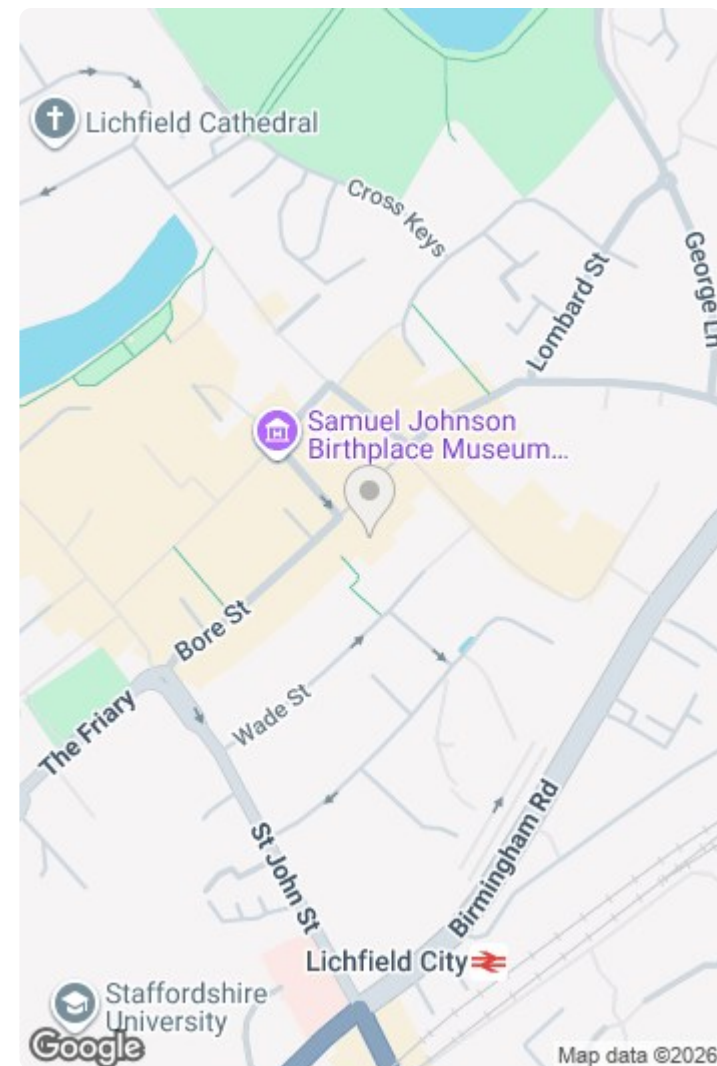 Lichfield Cathedral
Cross Keys
Lombard St
George Ln
Samuel Johnson
Birthplace Museum...
Bore St
Wade St
The Friary
St John St
Birmingham Rd
Lichfield City
Staffordshire
University
Google
Map data ©2026